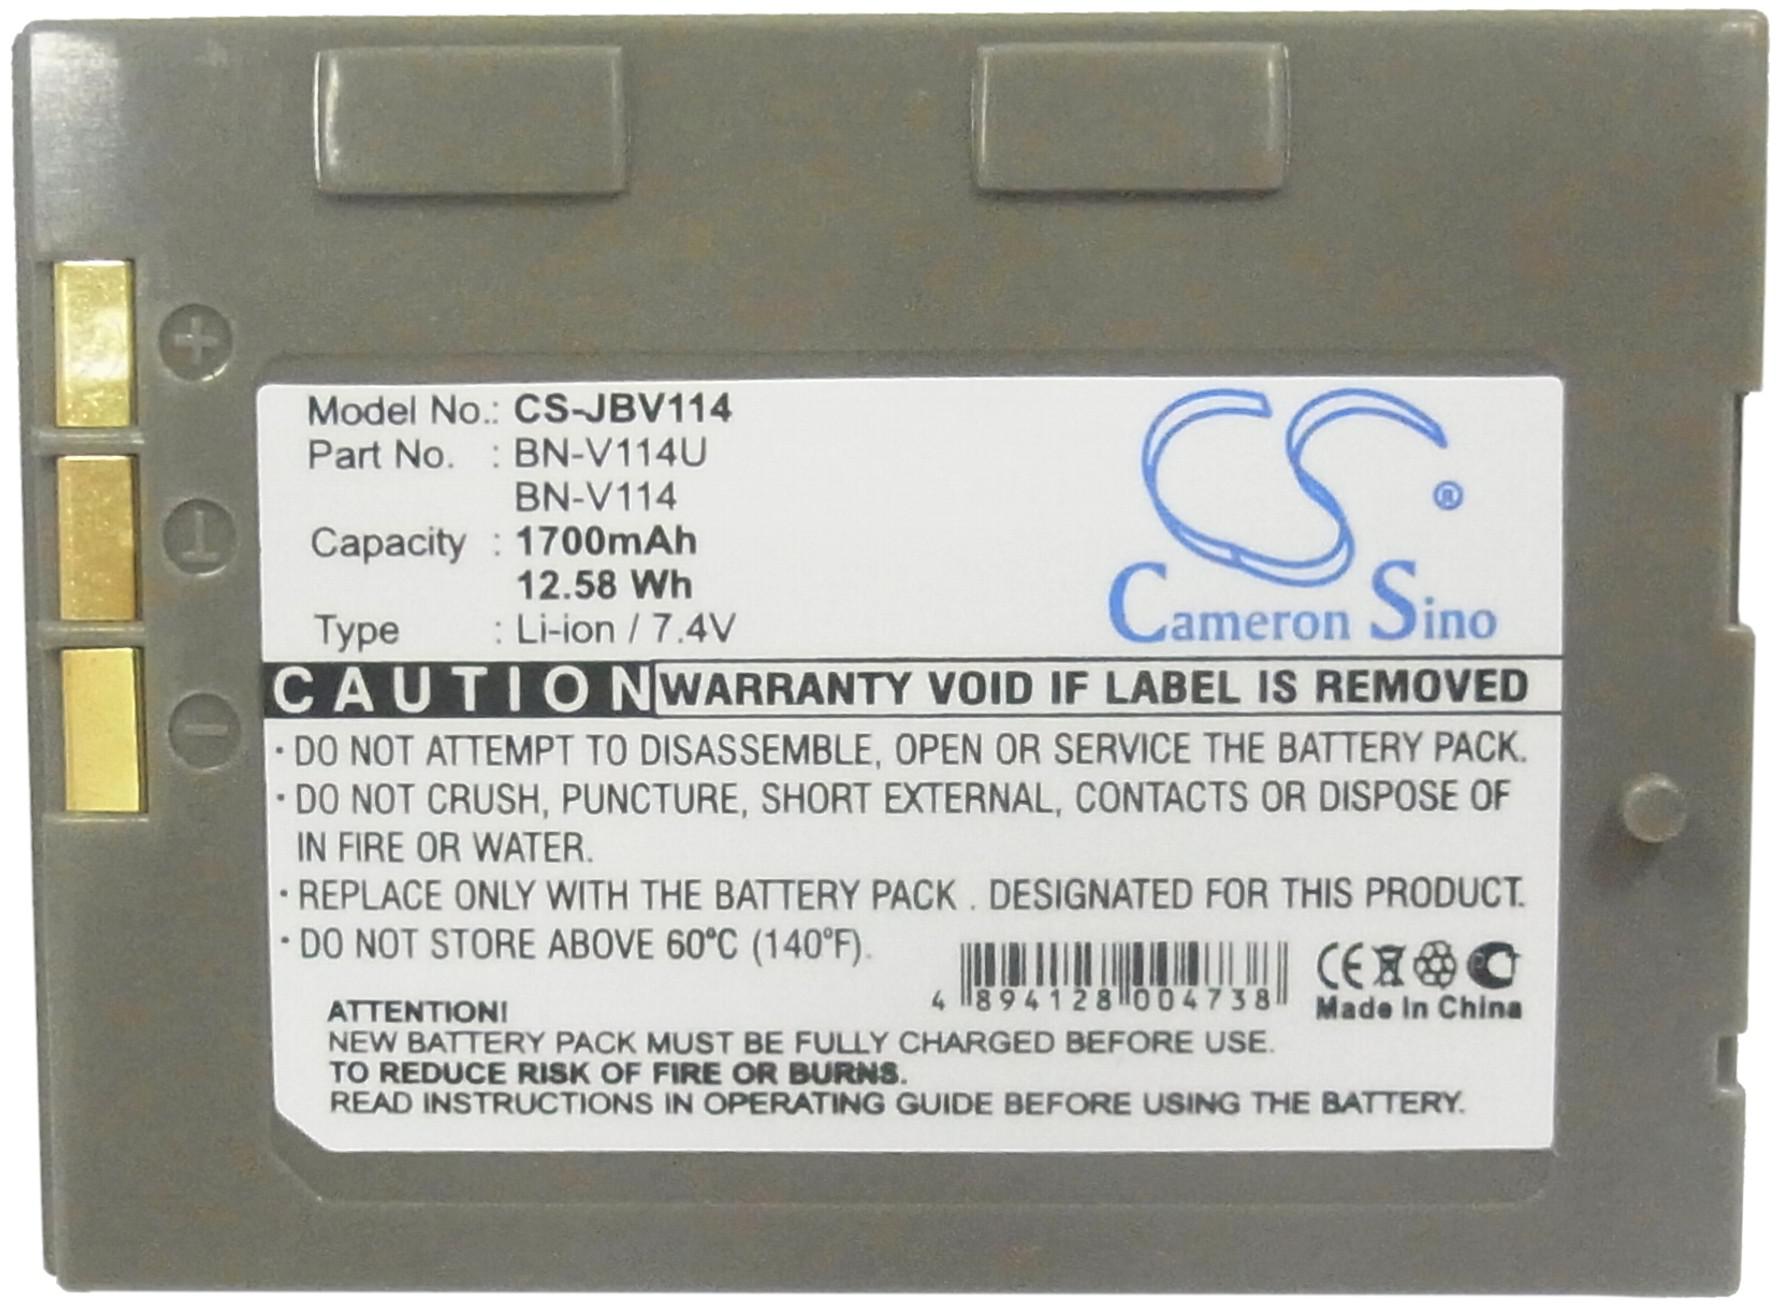 Model No.: CS-JBV114
Part No. : BN-V114U
BN-V114
Capacity : 1700mAh
12.58 Wh
Type : Li-ion / 7.4V
®
Cameron Sino
CAUTION WARRANTY VOID IF LABEL IS REMOVED
· DO NOT ATTEMPT TO DISASSEMBLE, OPEN OR SERVICE THE BATTERY PACK.
· DO NOT CRUSH, PUNCTURE, SHORT EXTERNAL, CONTACTS OR DISPOSE OF
IN FIRE OR WATER.
· REPLACE ONLY WITH THE BATTERY PACK . DESIGNATED FOR THIS PRODUCT.
· DO NOT STORE ABOVE 60°C (140°F).
4 894128 004738
CE
Made In China
ATTENTION!
NEW BATTERY PACK MUST BE FULLY CHARGED BEFORE USE.
TO REDUCE RISK OF FIRE OR BURNS.
READ INSTRUCTIONS IN OPERATING GUIDE BEFORE USING THE BATTERY.
+
T
−